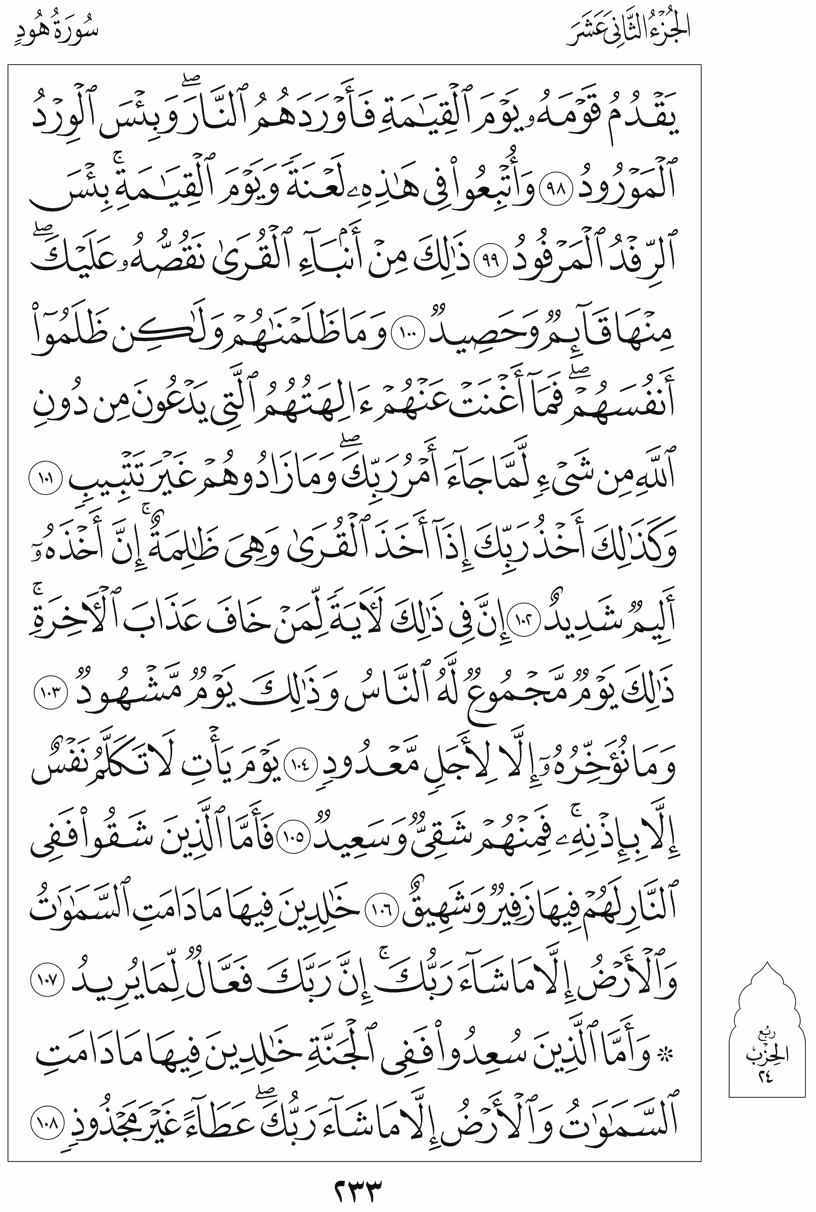 الجُزْءُ الثَّانِي عَشَرَ
سُورَةُ هُودٍ
يَقْدُمُ قَوْمَهُۥ يَوْمَ ٱلْقِيَٰمَةِ فَأَوْرَدَهُمُ ٱلنَّارَۖ وَبِئْسَ ٱلْوِرْدُ
ٱلْمَوْرُودُ ٩٨ وَأُتْبِعُوا۟ فِى هَٰذِهِۦ لَعْنَةً وَيَوْمَ ٱلْقِيَٰمَةِۚ بِئْسَ
ٱلرِّفْدُ ٱلْمَرْفُودُ ٩٩ ذَٰلِكَ مِنْ أَنۢبَآءِ ٱلْقُرَىٰ نَقُصُّهُۥ عَلَيْكَۖ
مِنْهَا قَآئِمٌ وَحَصِيدٌ ١٠٠ وَمَا ظَلَمْنَٰهُمْ وَلَٰكِن ظَلَمُوٓا۟
أَنفُسَهُمْۖ فَمَآ أَغْنَتْ عَنْهُمْ ءَالِهَتُهُمُ ٱلَّتِى يَدْعُونَ مِن دُونِ
ٱللَّهِ مِن شَىْءٍ لَّمَّا جَآءَ أَمْرُ رَبِّكَۖ وَمَا زَادُوهُمْ غَيْرَ تَتْبِيبٍ ١٠١
وَكَذَٰلِكَ أَخْذُ رَبِّكَ إِذَآ أَخَذَ ٱلْقُرَىٰ وَهِىَ ظَٰلِمَةٌۚ إِنَّ أَخْذَهُۥٓ
أَلِيمٌ شَدِيدٌ ١٠٢ إِنَّ فِى ذَٰلِكَ لَءَايَةً لِّمَنْ خَافَ عَذَابَ ٱلْءَاخِرَةِۚ
ذَٰلِكَ يَوْمٌ مَّجْمُوعٌ لَّهُ ٱلنَّاسُ وَذَٰلِكَ يَوْمٌ مَّشْهُودٌ ١٠٣
وَمَا نُؤَخِّرُهُۥٓ إِلَّا لِأَجَلٍ مَّعْدُودٍ ١٠٤ يَوْمَ يَأْتِ لَا تَكَلَّمُ نَفْسٌ
إِلَّا بِإِذْنِهِۦۚ فَمِنْهُمْ شَقِىٌّ وَسَعِيدٌ ١٠٥ فَأَمَّا ٱلَّذِينَ شَقُوا۟ فَفِى
ٱلنَّارِ لَهُمْ فِيهَا زَفِيرٌ وَشَهِيقٌ ١٠٦ خَٰلِدِينَ فِيهَا مَا دَامَتِ ٱلسَّمَٰوَٰتُ
وَٱلْأَرْضُ إِلَّا مَا شَآءَ رَبُّكَۚ إِنَّ رَبَّكَ فَعَّالٌ لِّمَا يُرِيدُ ١٠٧
* وَأَمَّا ٱلَّذِينَ سُعِدُوا۟ فَفِى ٱلْجَنَّةِ خَٰلِدِينَ فِيهَا مَا دَامَتِ
ٱلسَّمَٰوَٰتُ وَٱلْأَرْضُ إِلَّا مَا شَآءَ رَبُّكَۖ عَطَآءً غَيْرَ مَجْذُوذٍ ١٠٨
رُبْعُ
الحِزْبِ
٢٤
٢٣٣